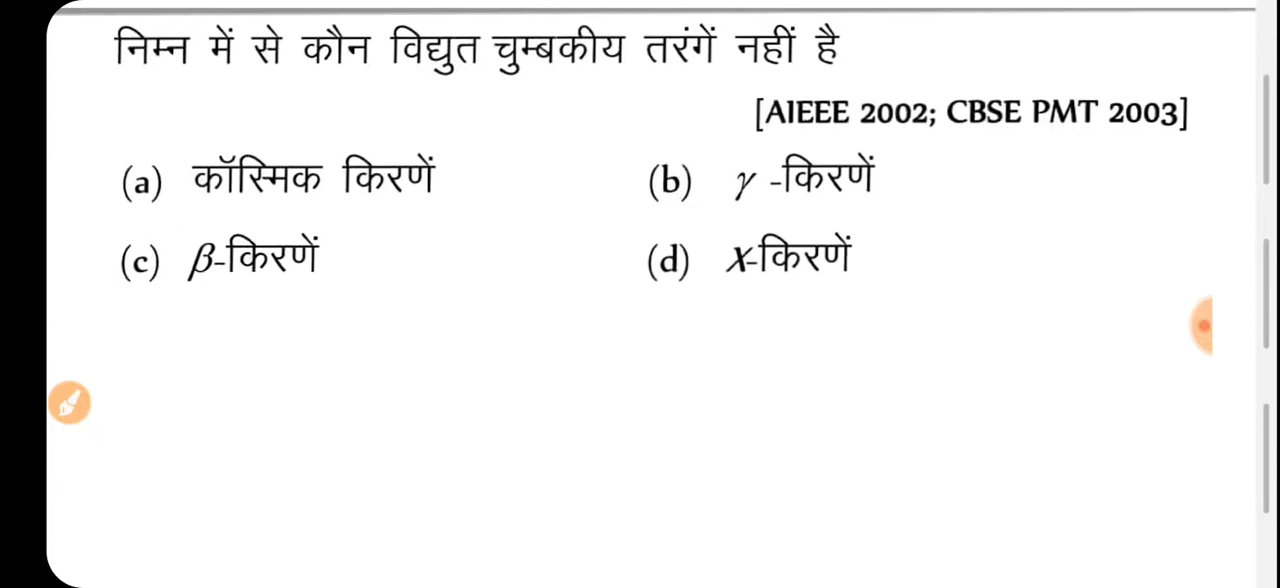 निम्न में से कौन विद्युत चुम्बकीय तरंगें नहीं है
[AIEEE 2002; CBSE PMT 2003]
(a) कॉस्मिक किरणें (b) γ -किरणें
(c) β-किरणें (d) X-किरणें